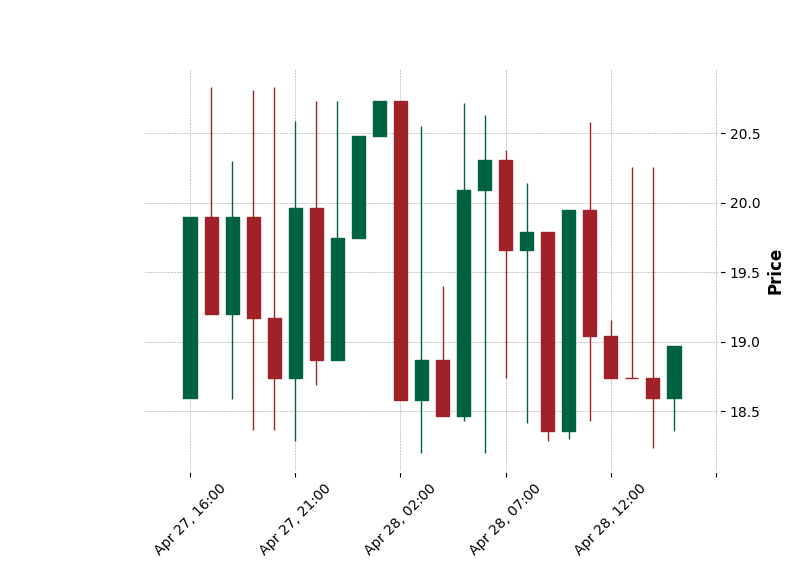 20.5
20.0
19.5
19.0
18.5
Price
Apr 27, 16:00
Apr 27, 21:00
Apr 28, 02:00
Apr 28, 07:00
Apr 28, 12:00